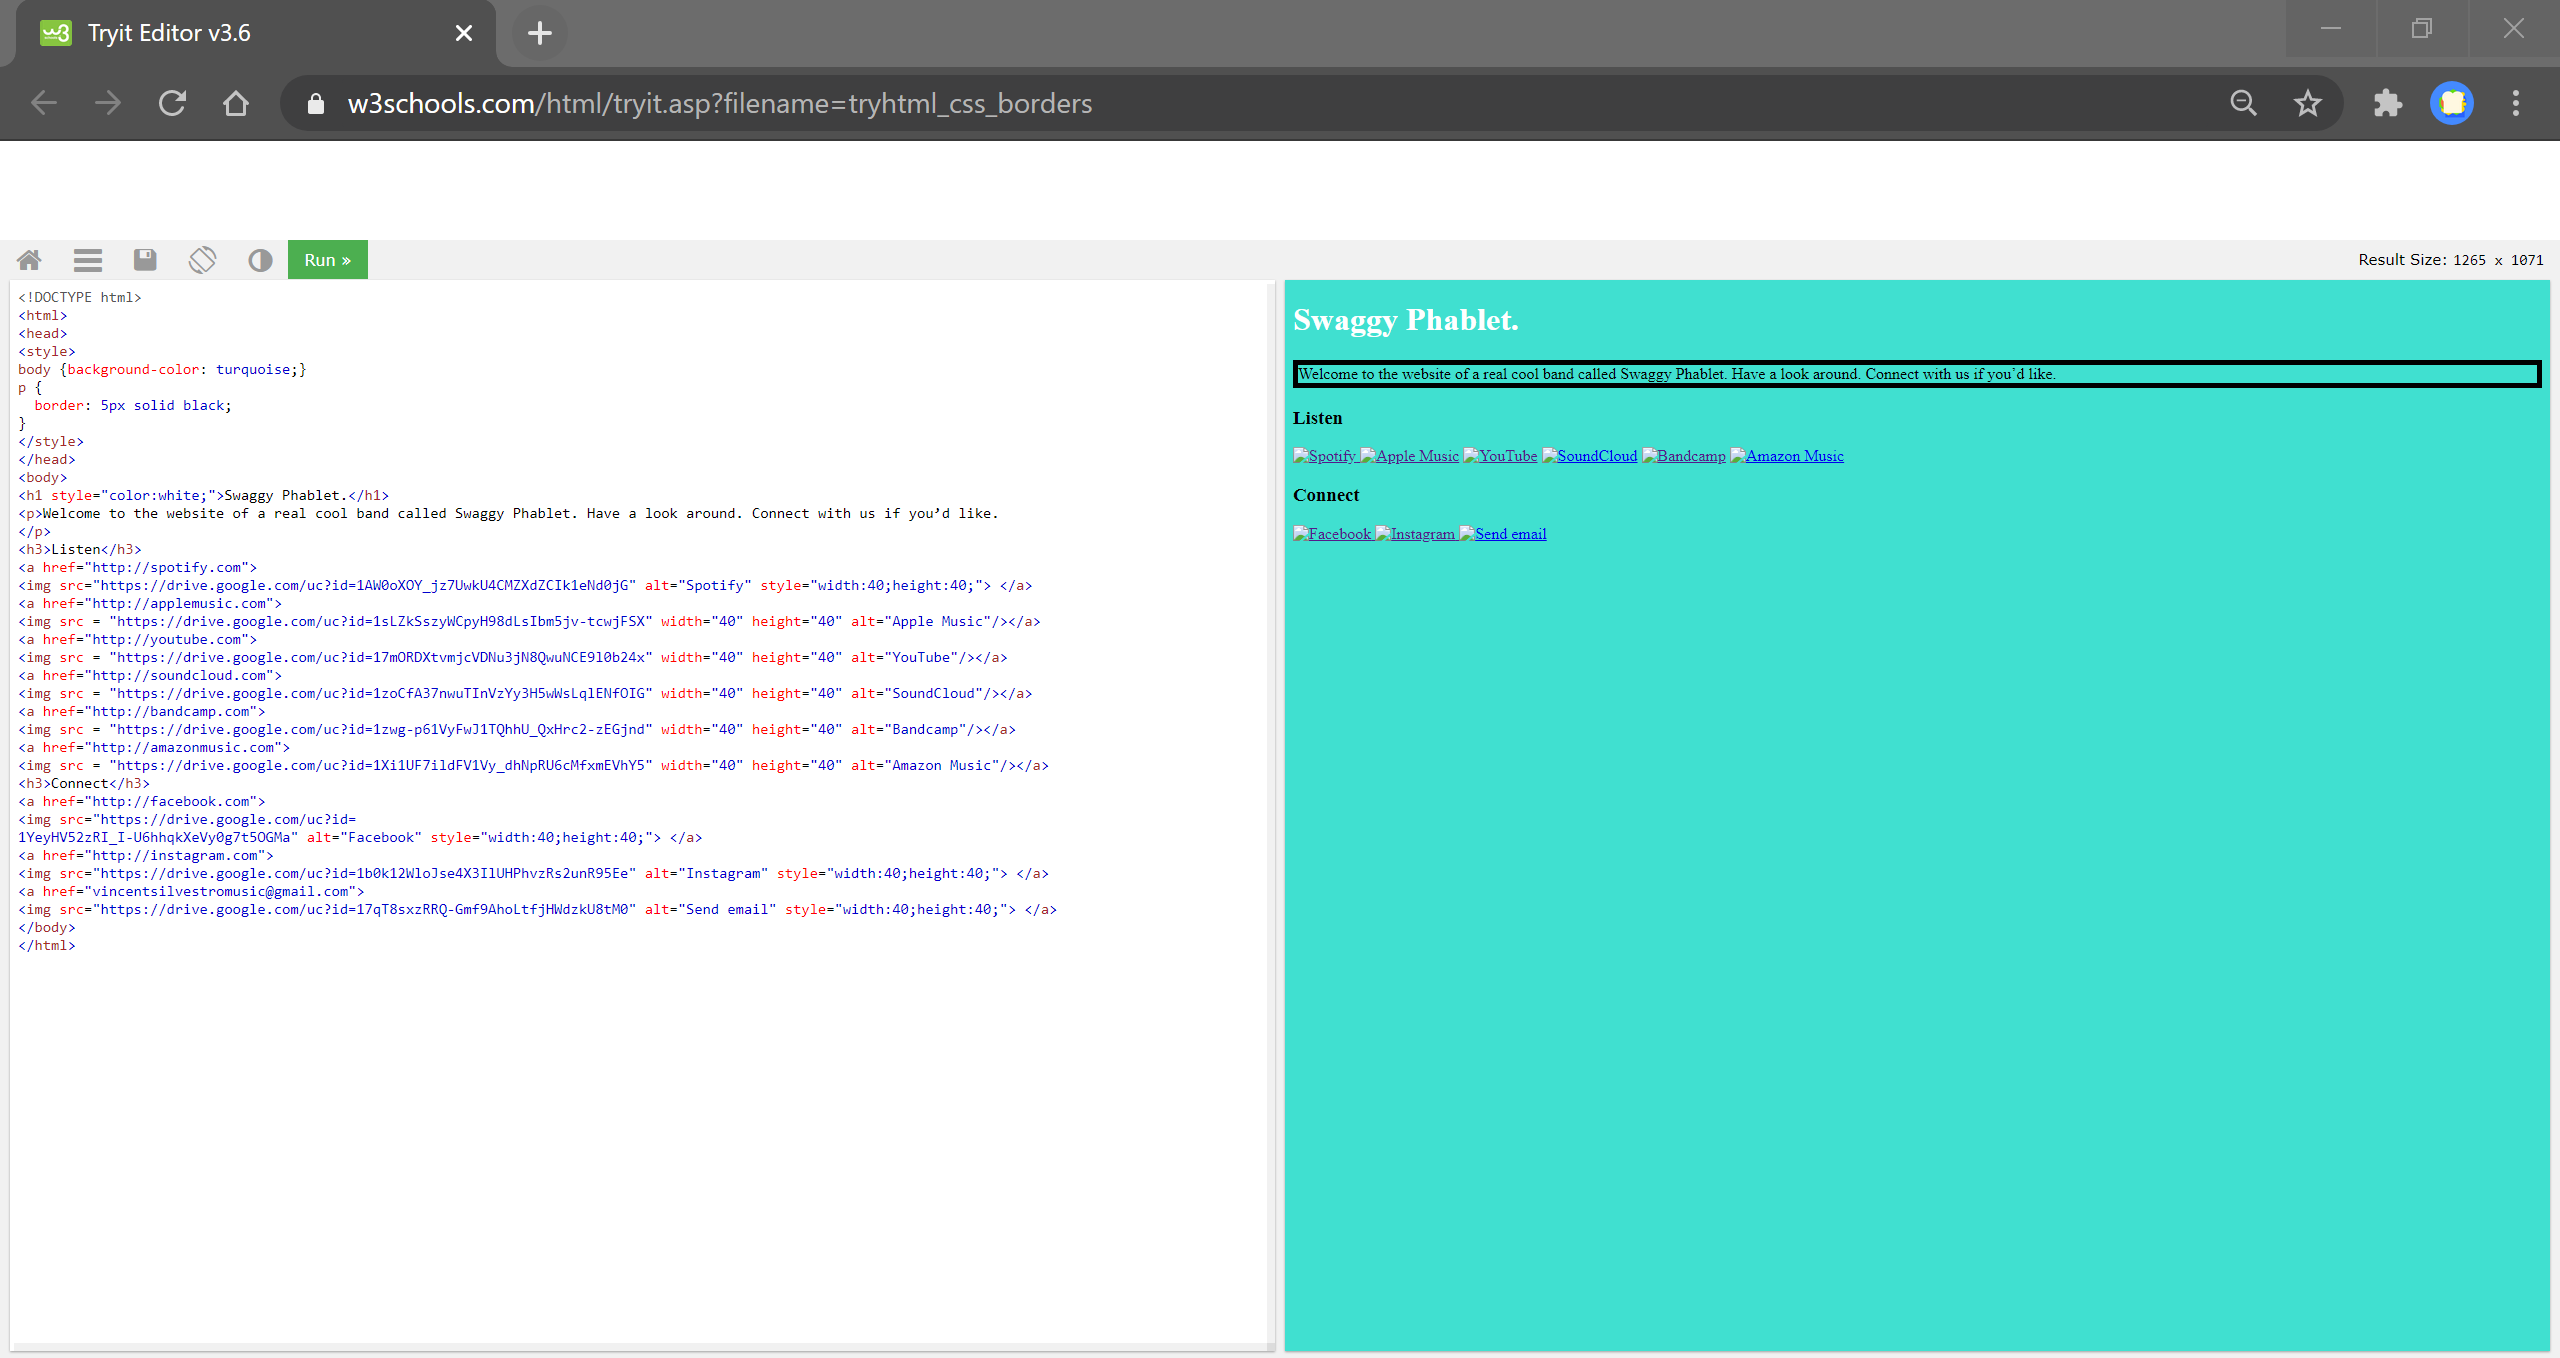 Tryit Editor v3.6
w3schools.com/html/tryit.asp?filename=tryhtml_css_borders
Run »
Result Size: 1265 x 1071
<!DOCTYPE html>
<html>
<head>
<style>
body {background-color: turquoise;}
p {
  border: 5px solid black;
}
</style>
</head>
<body>
<h1 style="color:white;">Swaggy Phablet.</h1>
<p>Welcome to the website of a real cool band called Swaggy Phablet. Have a look around. Connect with us if you’d like.
</p>
<h3>Listen</h3>
<a href="http://spotify.com">
<img src="https://drive.google.com/uc?id=1AW0oXOY_jz7UwkU4CMZXdZCIk1eNd0jG" alt="Spotify" style="width:40;height:40;"> </a>
<a href="http://applemusic.com">
<img src = "https://drive.google.com/uc?id=1sLZkSszyWCpyH98dLsIbm5jv-tcwjFSX" width="40" height="40" alt="Apple Music"/></a>
<a href="http://youtube.com">
<img src = "https://drive.google.com/uc?id=17mORDXtvmjcVDNu3jN8QwuNCE9l0b24x" width="40" height="40" alt="YouTube"/></a>
<a href="http://soundcloud.com">
<img src = "https://drive.google.com/uc?id=1zoCfA37nwuTInVzYy3H5wWsLqlENfOIG" width="40" height="40" alt="SoundCloud"/></a>
<a href="http://bandcamp.com">
<img src = "https://drive.google.com/uc?id=1zwg-p61VyFwJ1TQhhU_QxHrc2-zEGjnd" width="40" height="40" alt="Bandcamp"/></a>
<a href="http://amazonmusic.com">
<img src = "https://drive.google.com/uc?id=1Xi1UF7ildFV1Vy_dhNpRU6cMfxmEVhY5" width="40" height="40" alt="Amazon Music"/></a>
<h3>Connect</h3>
<a href="http://facebook.com">
<img src="https://drive.google.com/uc?id=
1YeyHV52zRI_I-U6hhqkXeVy0g7t5OGMa" alt="Facebook" style="width:40;height:40;"> </a>
<a href="http://instagram.com">
<img src="https://drive.google.com/uc?id=1b0k12WloJse4X3IlUHPhvzRs2unR95Ee" alt="Instagram" style="width:40;height:40;"> </a>
<a href="vincentsilvestromusic@gmail.com">
<img src="https://drive.google.com/uc?id=17qT8sxzRRQ-Gmf9AhoLtfjHWdzkU8tM0" alt="Send email" style="width:40;height:40;"> </a>
</body>
</html>
Swaggy Phablet.
Welcome to the website of a real cool band called Swaggy Phablet. Have a look around. Connect with us if you’d like.
Listen
Spotify Apple Music YouTube SoundCloud Bandcamp Amazon Music
Connect
Facebook Instagram Send email